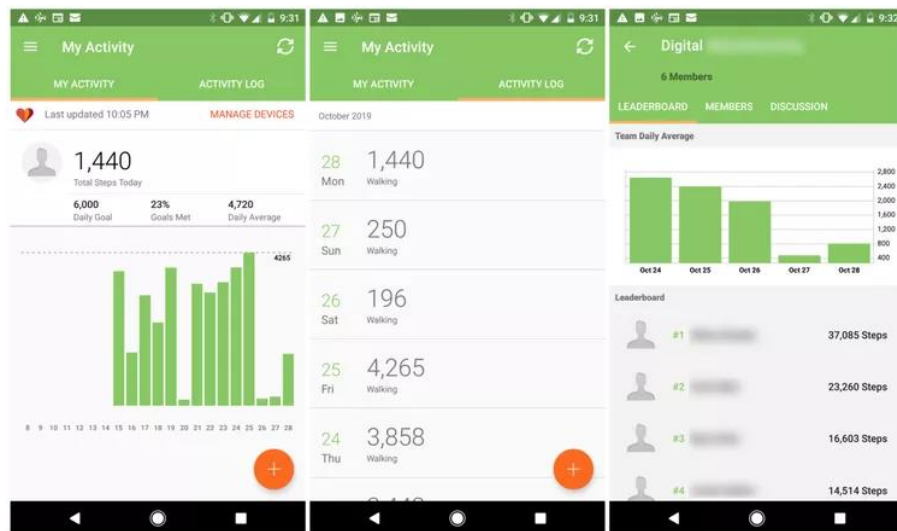 9:31
My Activity
MY ACTIVITY
ACTIVITY LOG
Last updated 10:05 PM
MANAGE DEVICES
1,440
Total Steps Today
6,000
23%
4,720
Daily Goal
Goals Met
Daily Average
4265
8 9 10 11 12 13 14 15 16 17 18 19 20 21 22 23 24 25 26 27 28
9:31
My Activity
MY ACTIVITY
ACTIVITY LOG
October 2019
28 1,440
Mon Walking
27 250
Sun Walking
26 196
Sat Walking
25 4,265
Fri Walking
24 3,858
Thu Walking
9:32
Digital
6 Members
LEADERBOARD MEMBERS DISCUSSION
Team Daily Average
2,800
2,400
2,000
1,600
1,200
800
400
Oct 24 Oct 25 Oct 26 Oct 27 Oct 28
Leaderboard
#1 37,085 Steps
#2 23,260 Steps
#3 16,603 Steps
#4 14,514 Steps